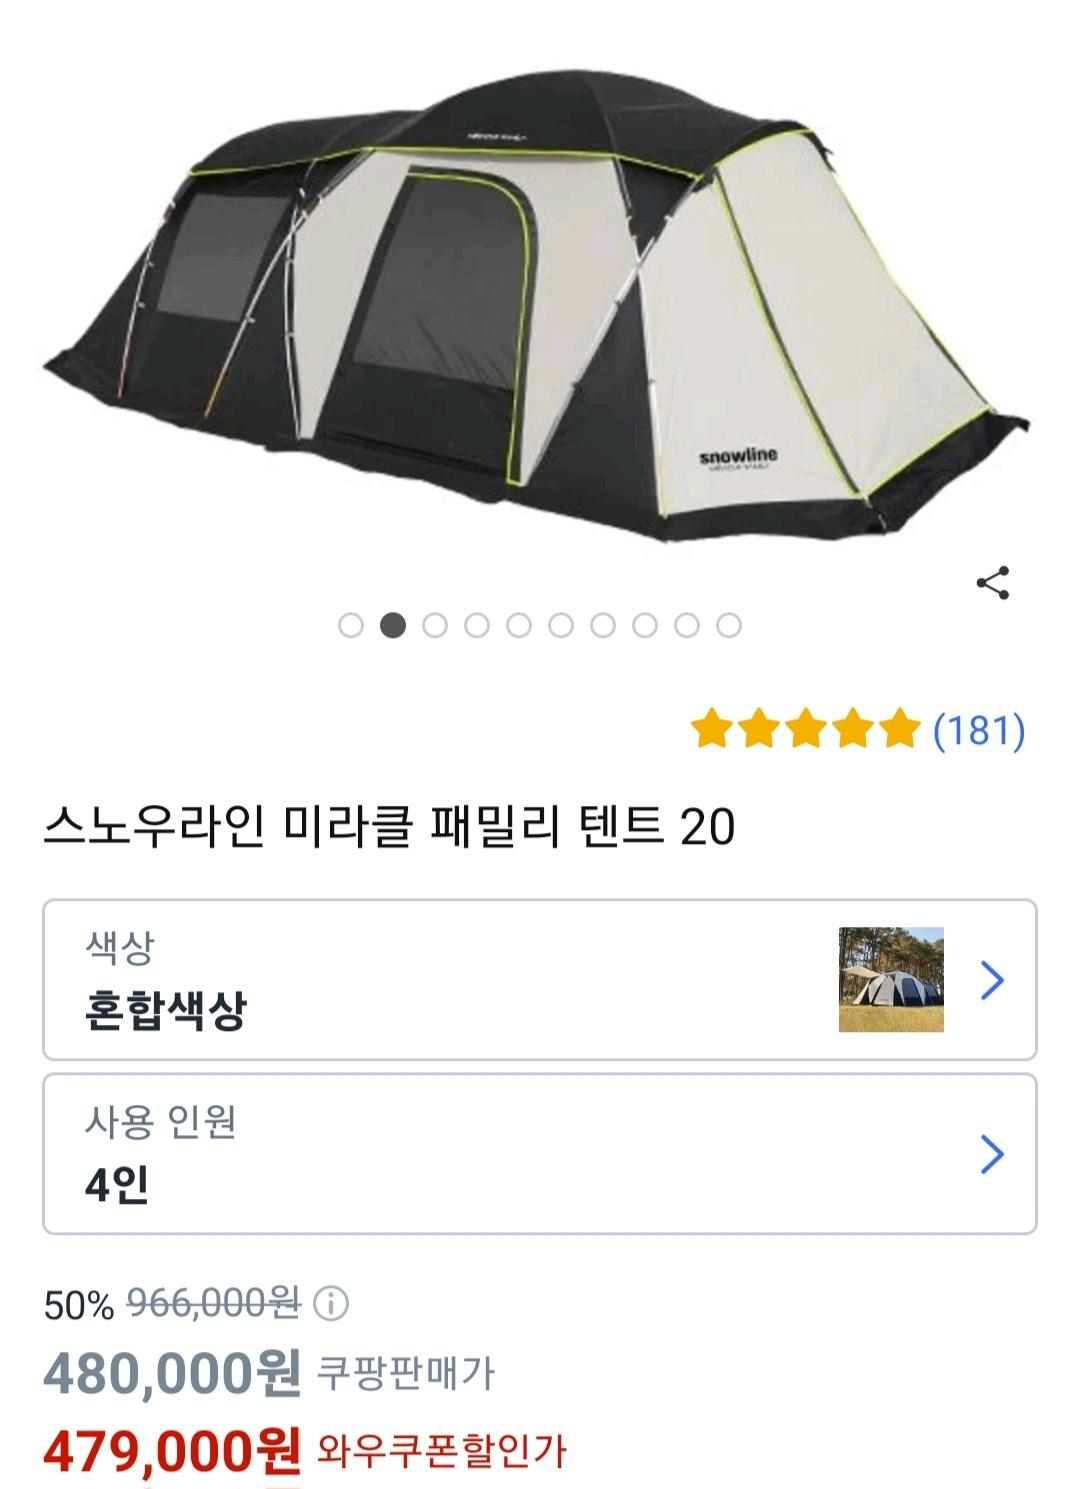 snowline
(181)
스노우라인 미라클 패밀리 텐트 20
색상
혼합색상
사용 인원
4인
50% 966,000원
480,000원 쿠팡판매가
479,000원 와우쿠폰할인가